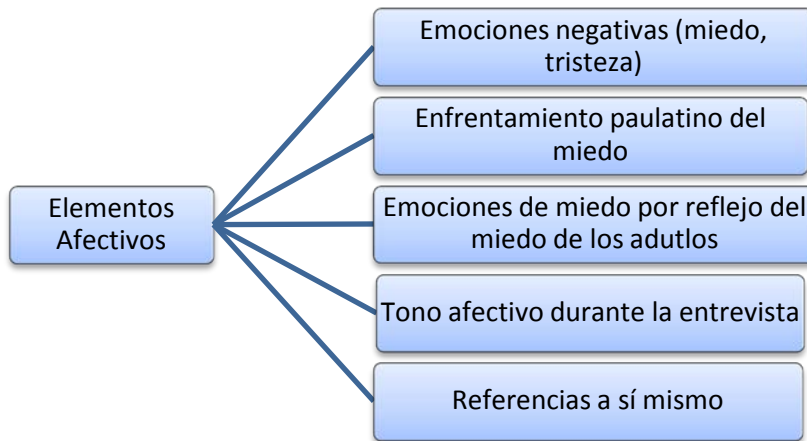 Emociones negativas (miedo,
tristeza)
Enfrentamiento paulatino del
miedo
Elementos
Afectivos
Emociones de miedo por reflejo del
miedo de los adutlos
Tono afectivo durante la entrevista
Referencias a sí mismo